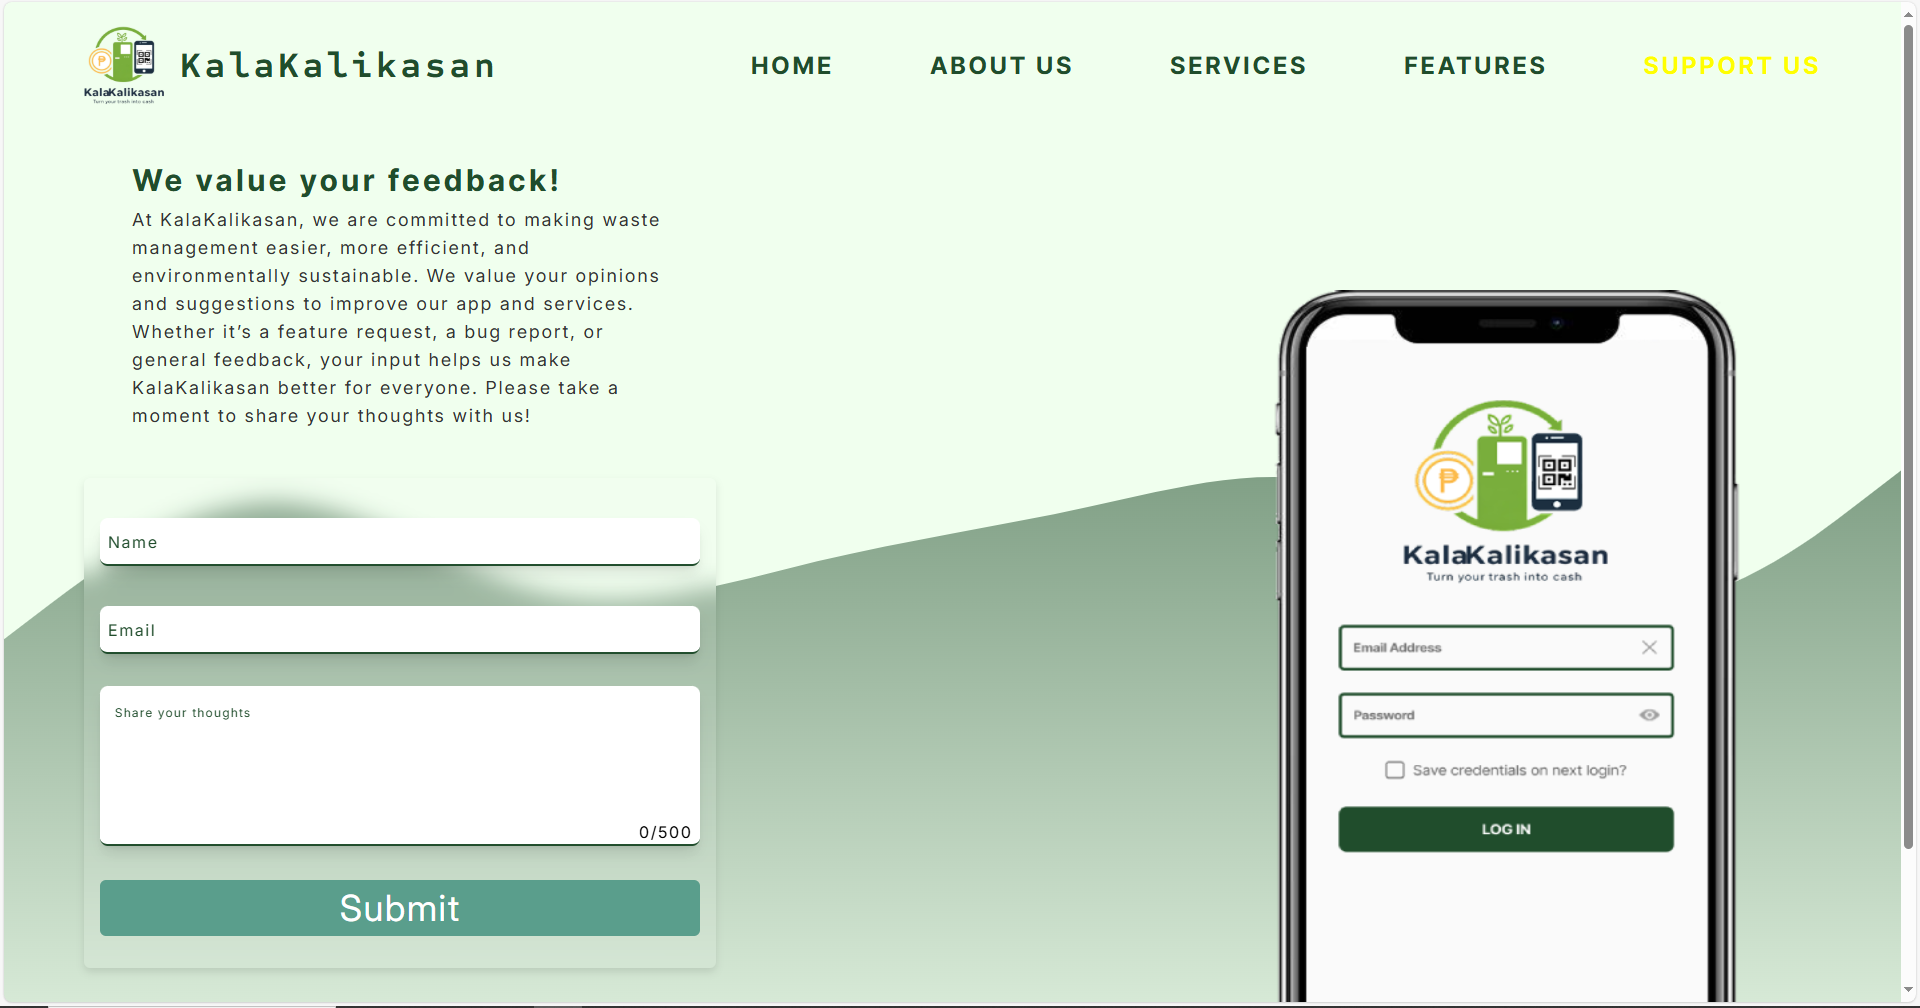 KalaKalikasan
Turn your trash into cash
KalaKalikasan
HOME
ABOUT US
SERVICES
FEATURES
SUPPORT US
We value your feedback!
At KalaKalikasan, we are committed to making waste
management easier, more efficient, and
environmentally sustainable. We value your opinions
and suggestions to improve our app and services.
Whether it’s a feature request, a bug report, or
general feedback, your input helps us make
KalaKalikasan better for everyone. Please take a
moment to share your thoughts with us!
Name
Email
Share your thoughts
0/500
Submit
₱
KalaKalikasan
Turn your trash into cash
Email Address
Password
Save credentials on next login?
LOG IN